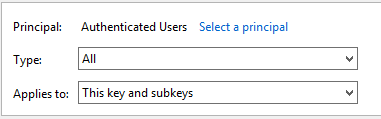 Principal: Authenticated Users Select a principal
Type: All
Applies to: This key and subkeys